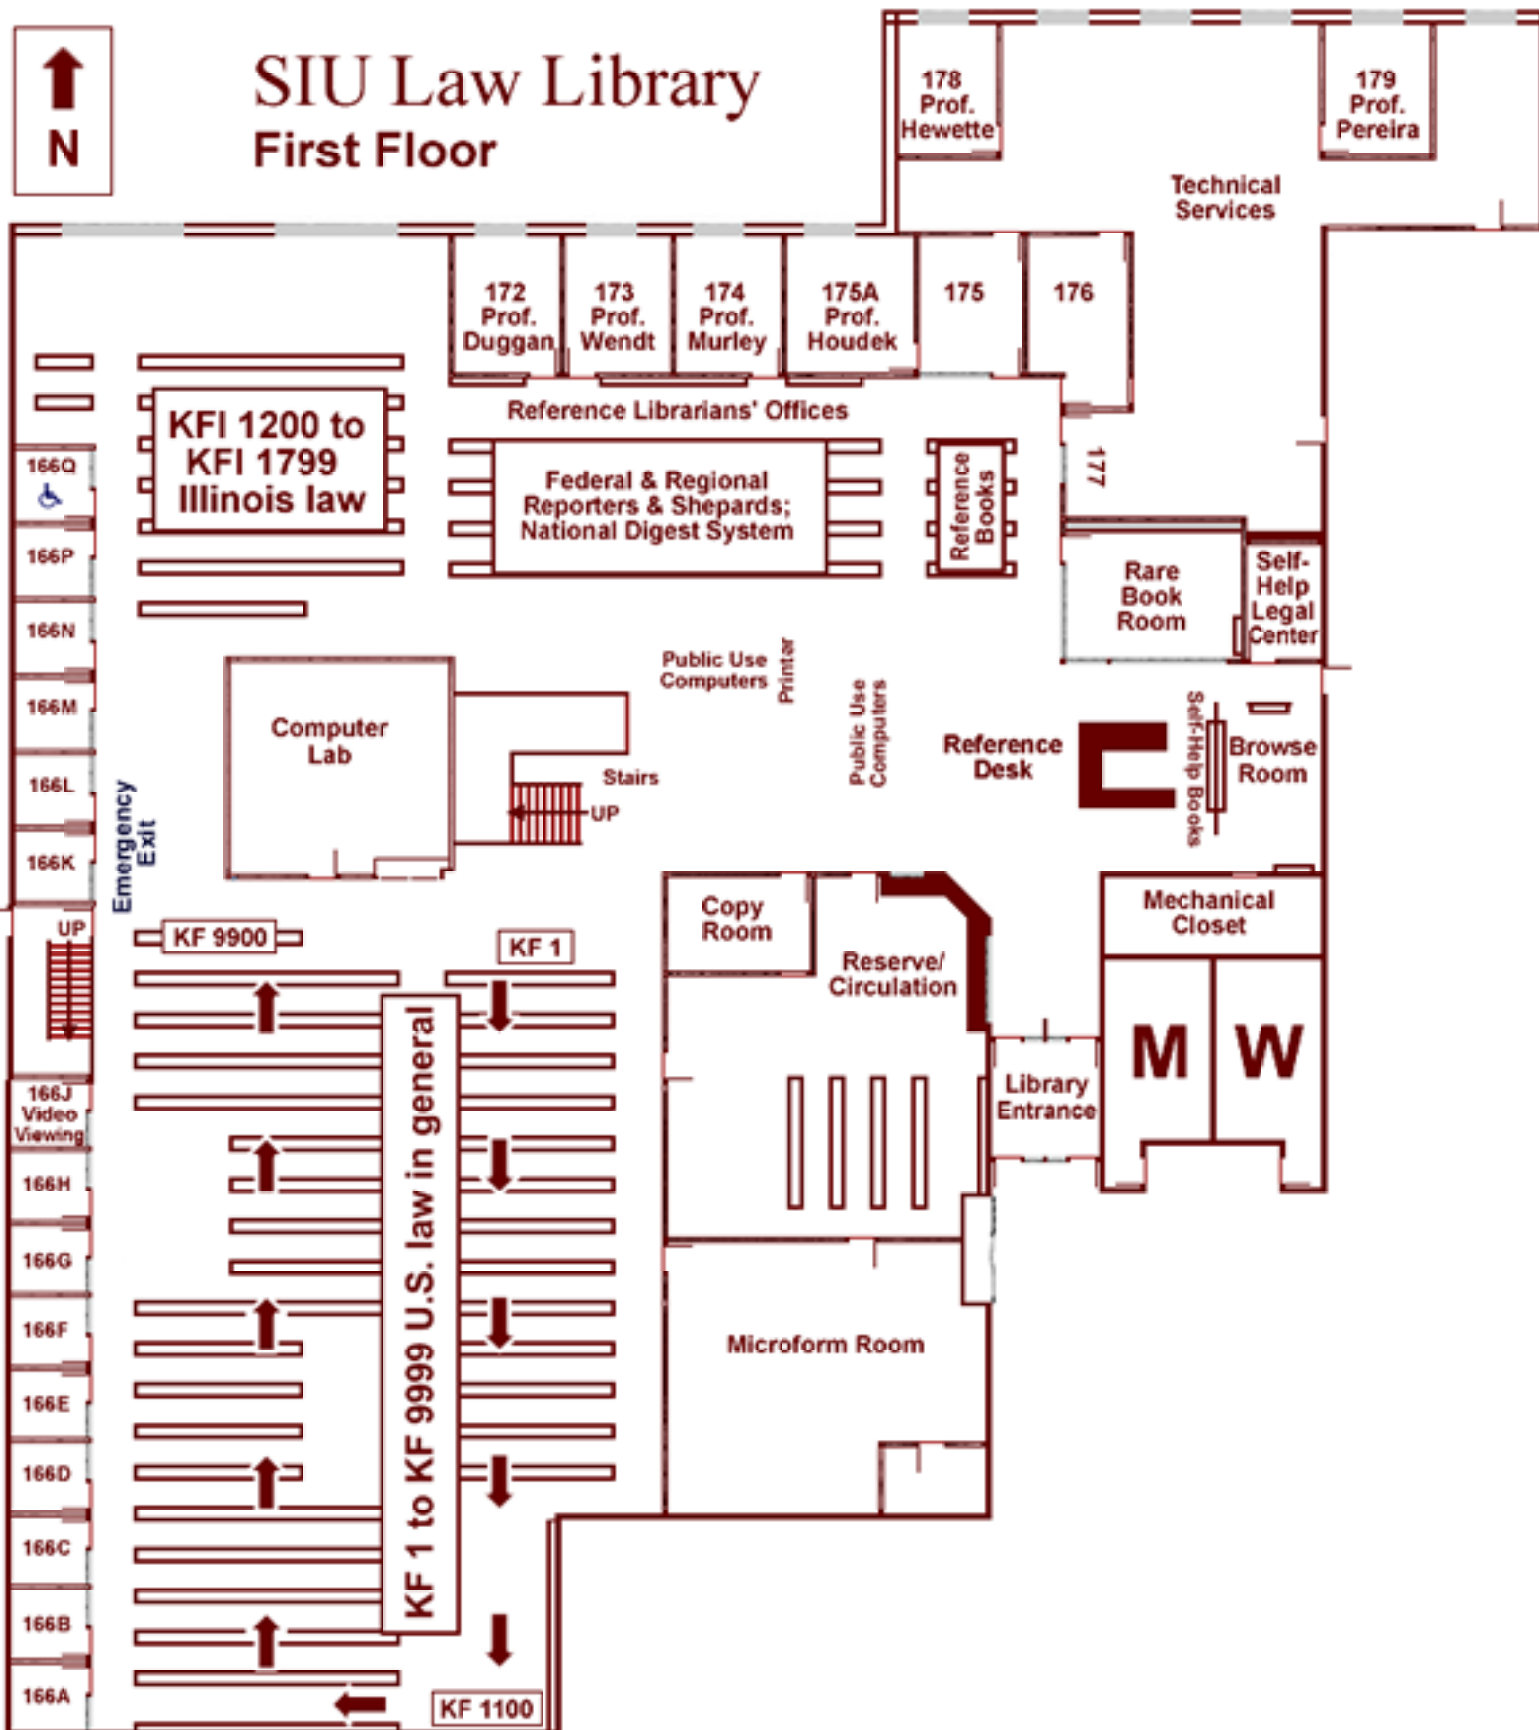 N
SIU Law Library
First Floor
178
Prof.
Hewette
179
Prof.
Pereira
Technical
Services
172
Prof.
Duggan
173
Prof.
Wendt
174
Prof.
Murley
175A
Prof.
Houdek
175
176
Reference Librarians' Offices
KFI 1200 to
KFI 1799
Illinois law
Federal & Regional
Reporters & Shepards;
National Digest System
Reference
Books
177
166Q
166P
166N
166M
166L
166K
Rare
Book
Room
Self-
Help
Legal
Center
Public Use
Computers
Printer
Public Use
Computers
Computer
Lab
Stairs
UP
Reference
Desk
Self-Help Books
Browse
Room
Emergency
Exit
UP
KF 9900
KF 1
Copy
Room
Reserve/
Circulation
Mechanical
Closet
M
W
Library
Entrance
166J
Video
Viewing
166H
166G
166F
166E
166D
166C
166B
166A
KF 1 to KF 9999 U.S. law in general
Microform Room
KF 1100